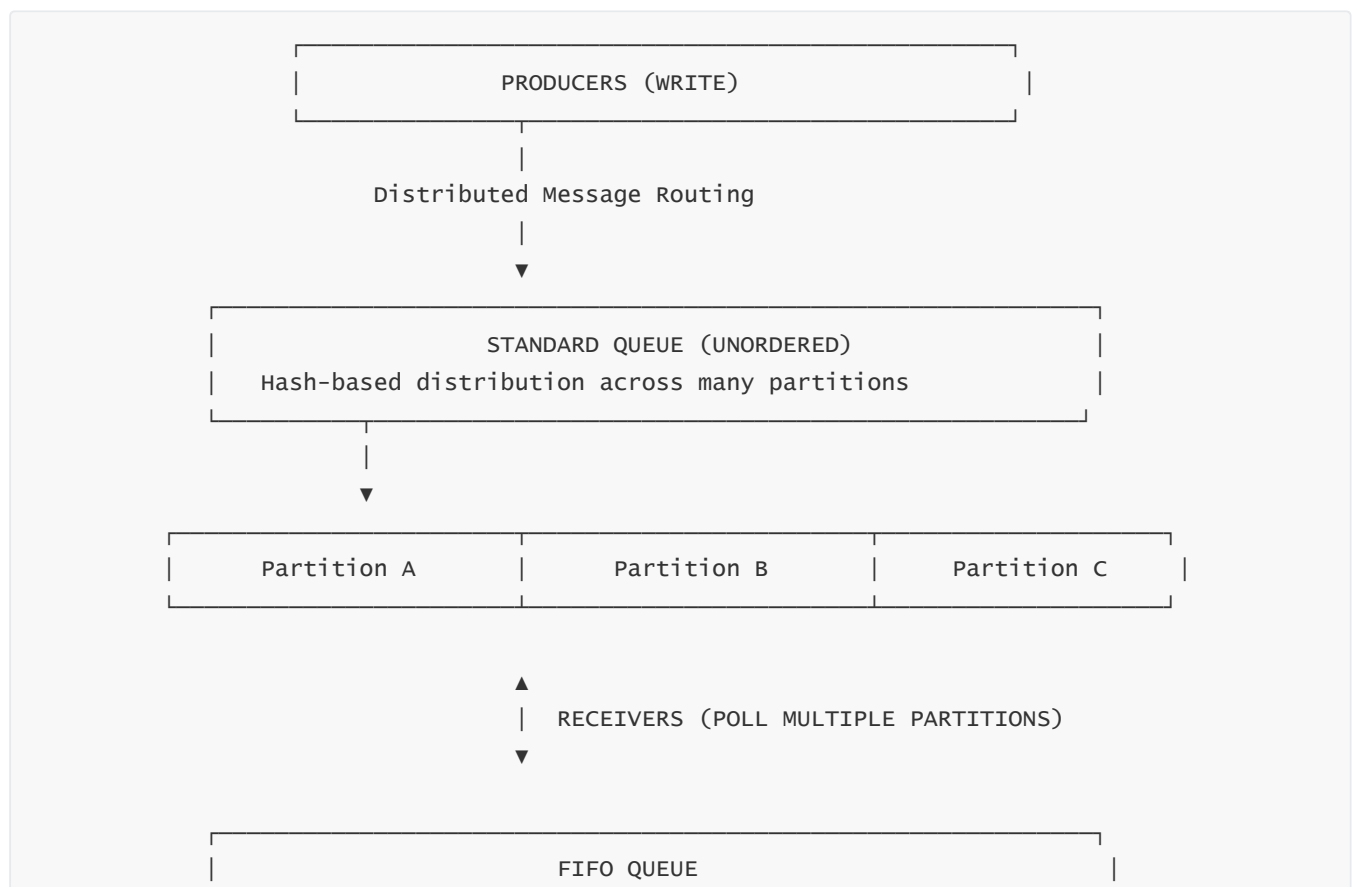 PRODUCERS (WRITE)
Distributed Message Routing
STANDARD QUEUE (UNORDERED)
Hash-based distribution across many partitions
Partition A Partition B Partition C
RECEIVERS (POLL MULTIPLE PARTITIONS)
FIFO QUEUE